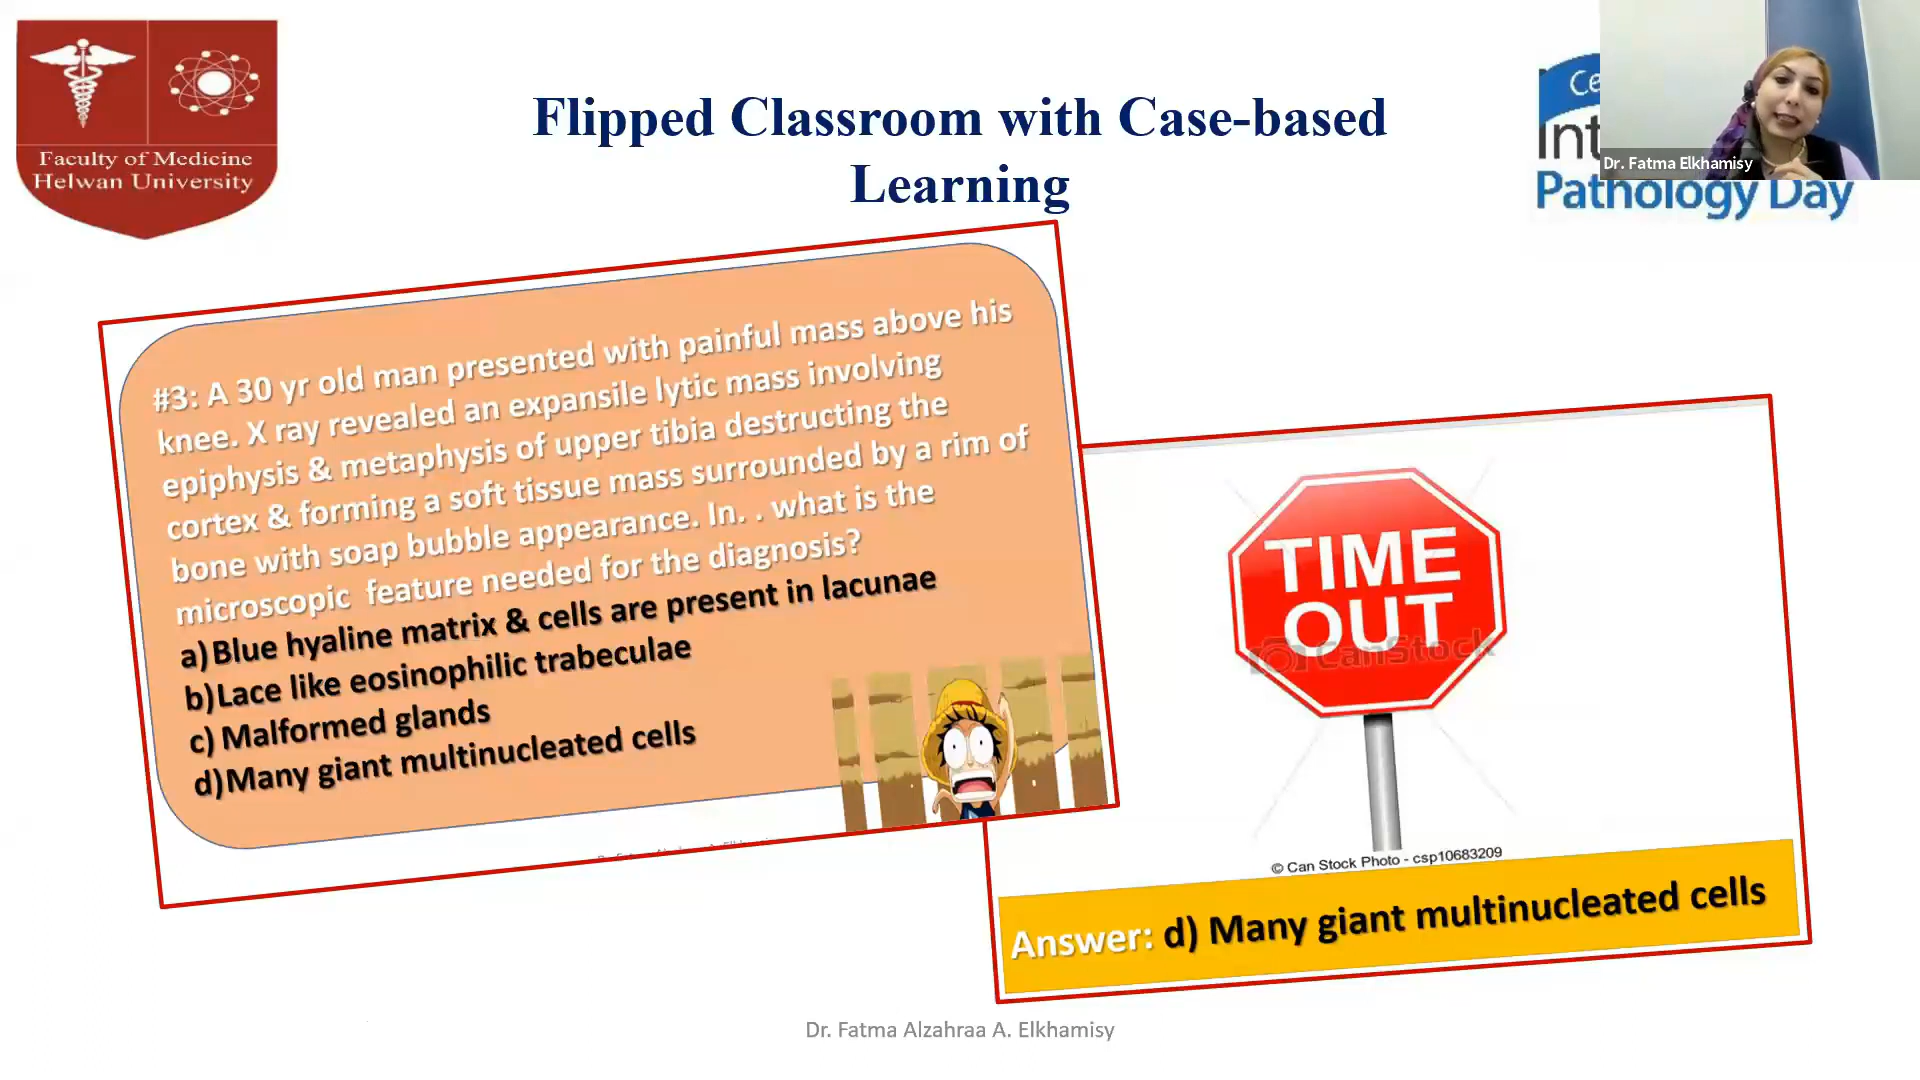 Faculty of Medicine
Helwan University
Flipped Classroom with Case-based
Learning
Ce
Int
Pathology Day
Dr. Fatma Elkhamisy
#3: A 30 yr old man presented with painful mass above his
knee. X ray revealed an expansile lytic mass involving
epiphysis & metaphysis of upper tibia destructing the
cortex & forming a soft tissue mass surrounded by a rim of
bone with soap bubble appearance. In. . what is the
microscopic feature needed for the diagnosis?
a) Blue hyaline matrix & cells are present in lacunae
b) Lace like eosinophilic trabeculae
c) Malformed glands
d) Many giant multinucleated cells
TIME
OUT
CanStock
© Can Stock Photo - csp10683209
Answer: d) Many giant multinucleated cells
Dr. Fatma Alzahraa A. Elkhamisy